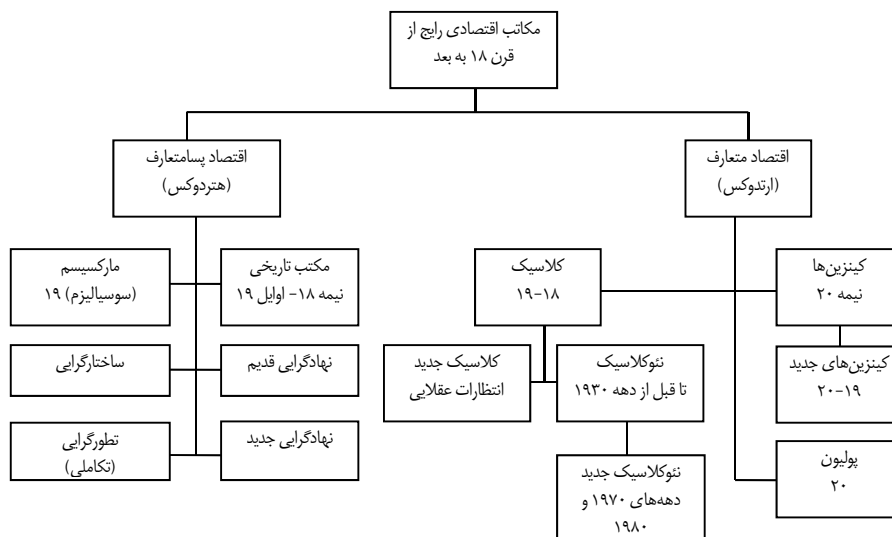 مکاتب اقتصادی رایج از
قرن ۱۸ به بعد
اقتصاد متعارف
(ارتدوکس)
اقتصاد پسامتعارف
(هتردوکس)
کینزین‌ها
نیمه ۲۰
کلاسیک
۱۹-۱۸
مکتب تاریخی
نیمه ۱۸- اوایل ۱۹
مارکسیسم
(سوسیالیزم) ۱۹
کینزین‌های جدید
۲۰-۱۹
نئوکلاسیک
تا قبل از دهه ۱۹۳۰
کلاسیک جدید
انتظارات عقلایی
نهادگرایی قدیم
ساختارگرایی
پولیون
۲۰
نئوکلاسیک جدید
دهه‌های ۱۹۷۰ و
۱۹۸۰
نهادگرایی جدید
تطورگرایی
(تکاملی)